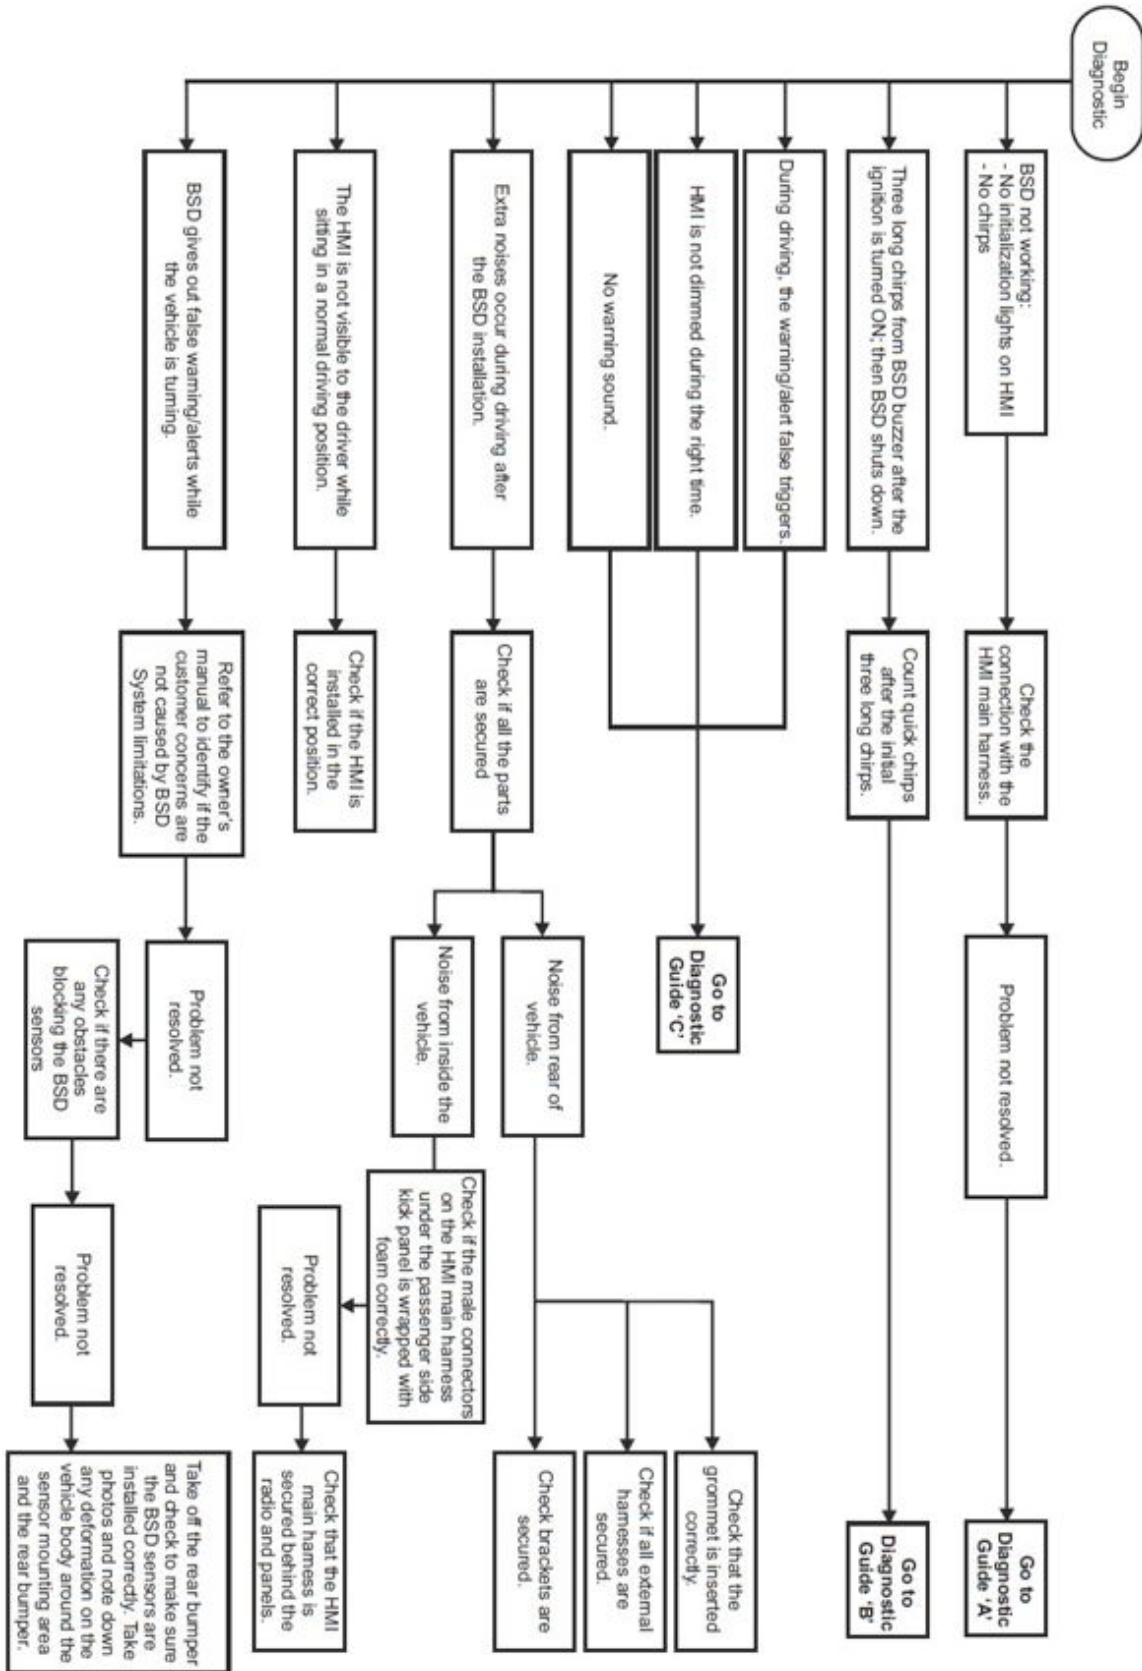 Begin
Diagnostic
BSD not working:
- No initialization lights on HMI
- No chirps
Check the
connection with the
HMI main harness.
Problem not resolved.
Go to
Diagnostic
Guide 'A'
Three long chirps from BSD buzzer after the
ignition is turned ON; then BSD shuts down.
Count quick chirps
after the initial
three long chirps.
Go to
Diagnostic
Guide 'B'
During driving, the warning/alert false triggers.
HMI is not dimmed during the right time.
No warning sound.
Go to
Diagnostic
Guide 'C'
Extra noises occur during driving after
the BSD installation.
Check if all the parts
are secured
Noise from rear of
vehicle.
Check that the
grommet is inserted
correctly.
Check if all external
harnesses are
secured.
Check brackets are
secured.
Noise from inside the
vehicle.
Check if the male connectors
on the HMI main harness
under the passenger side
kick panel is wrapped with
foam correctly.
Problem not
resolved.
Check that the HMI
main harness is
secured behind the
radio and panels.
The HMI is not visible to the driver while
sitting in a normal driving position.
Check if the HMI is
installed in the
correct position.
BSD gives out false warning/alerts while
the vehicle is turning.
Refer to the owner's
manual to identify if the
customer concerns are
not caused by BSD
System limitations.
Problem not
resolved.
Check if there are
any obstacles
blocking the BSD
sensors
Problem not
resolved.
Take off the rear bumper
and check to make sure
the BSD sensors are
installed correctly. Take
photos and note down
any deformation on the
vehicle body around the
sensor mounting area
and the rear bumper.